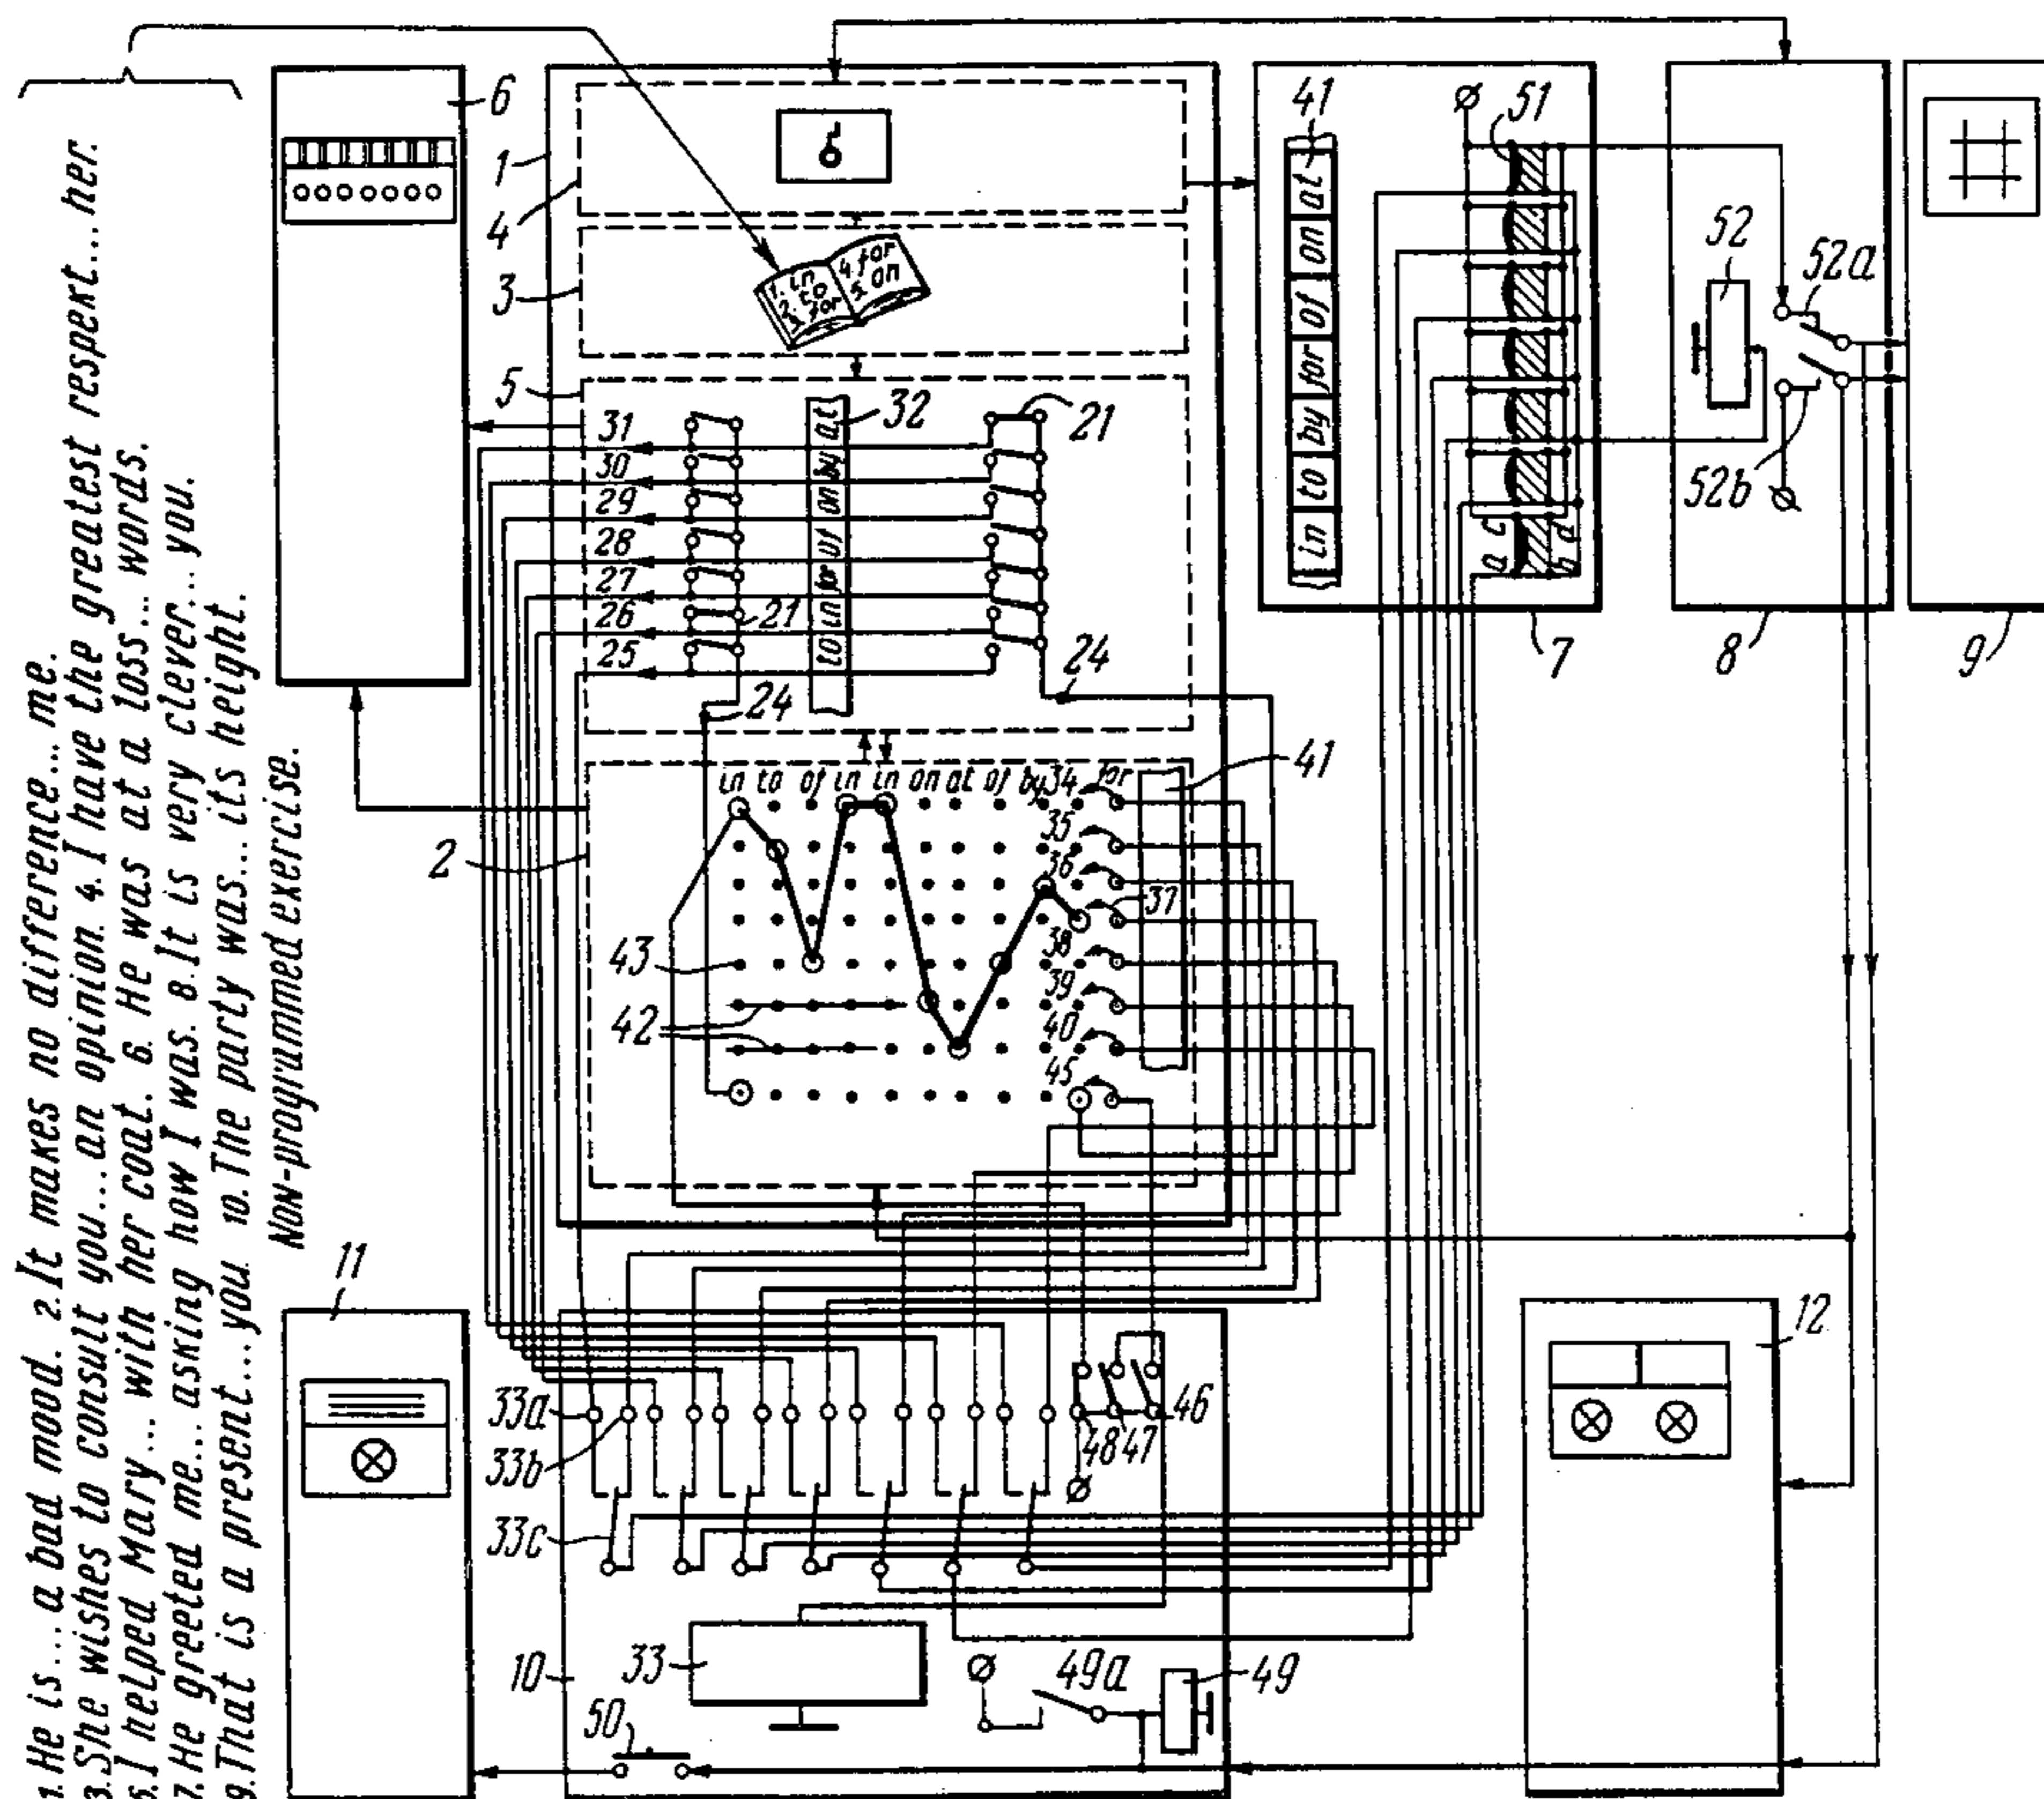 1. He is... a bad mood. 2. It makes no difference... me.
3. She wishes to consult you... an opinion. 4. I have the greatest respekt... her.
5. I helped Mary... with her coat. 6. He was at a loss... words.
7. He greeted me... asking how I was. 8. It is very clever... you.
9. That is a present... you 10. The party was... its height.
Non-programmed exercise.
6
1
4
3
1. in
2. to
3. for
4. for
5. on
5
31
30
29
28
27
26
25
21
24
to in for of on by at
32
21
24
2
in to of in in on at of by for
34
35
36
37
38
39
40
45
41
43
42
41
in to by for of on at
51
a c
b d
7
52
52a
52b
8
9
11
33a
33b
33c
48 47 46
33
10
50
49a
49
12